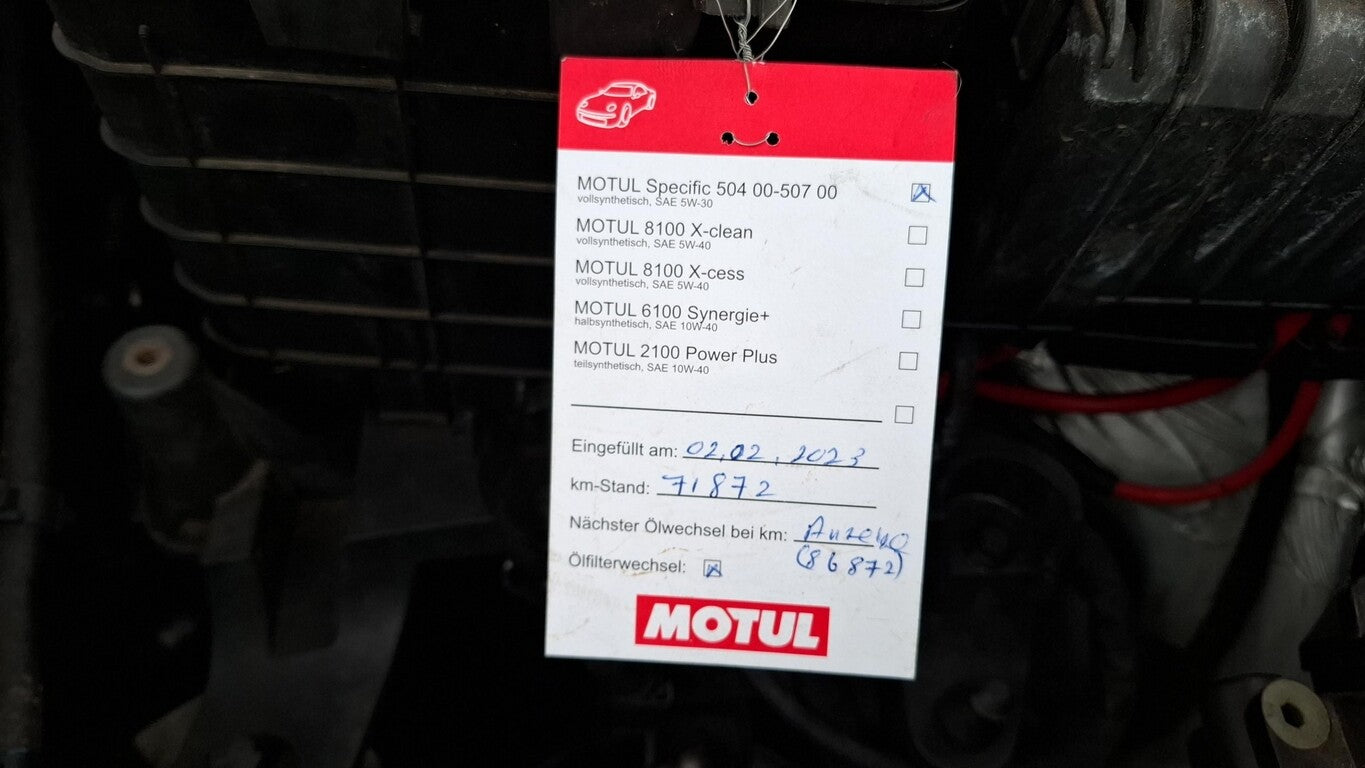 MOTUL Specific 504 00-507 00
vollsynthetisch, SAE 5W-30
MOTUL 8100 X-clean
vollsynthetisch, SAE 5W-40
MOTUL 8100 X-cess
vollsynthetisch, SAE 5W-40
MOTUL 6100 Synergie+
halbsynthetisch, SAE 10W-40
MOTUL 2100 Power Plus
teilsynthetisch, SAE 10W-40
Eingefüllt am: 02.02.2023
km-Stand: 71872
Nächster Ölwechsel bei km:
(86872)
Ölfilterwechsel:
MOTUL